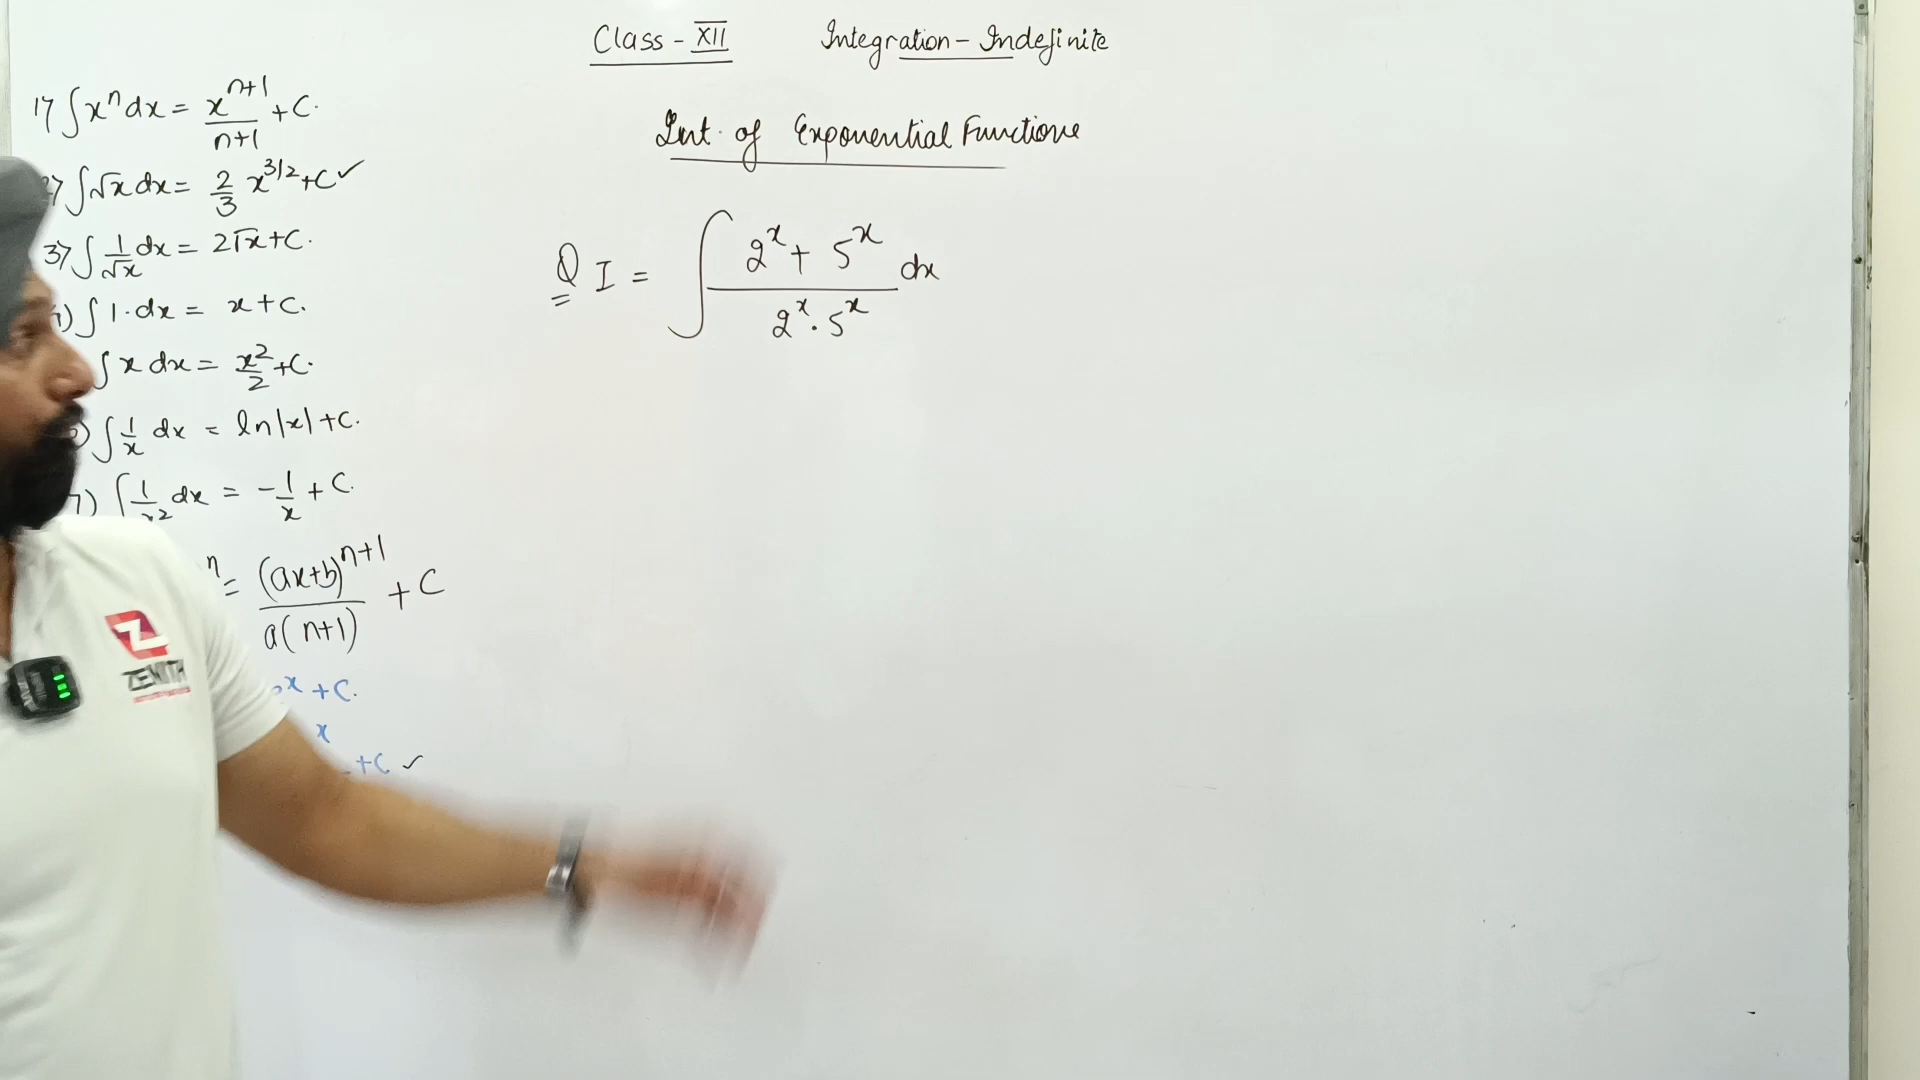 Class - XII Integration - Indefinite
Int. of Exponential Functions
Q I = ∫ (2^x + 5^x)/(2^x · 5^x) dx
1> ∫ x^n dx = x^(n+1)/(n+1) + C.
2> ∫ √x dx = 2/3 x^(3/2) + C ✓
3> ∫ 1/√x dx = 2√x + C.
) ∫ 1 · dx = x + C.
∫ x dx = x²/2 + C.
) ∫ 1/x dx = ln|x| + C.
7) ∫ 1/x² dx = -1/x + C.
n = (ax+b)^(n+1)/(a(n+1)) + C
x + C.
x
+ C ✓
ZENITH